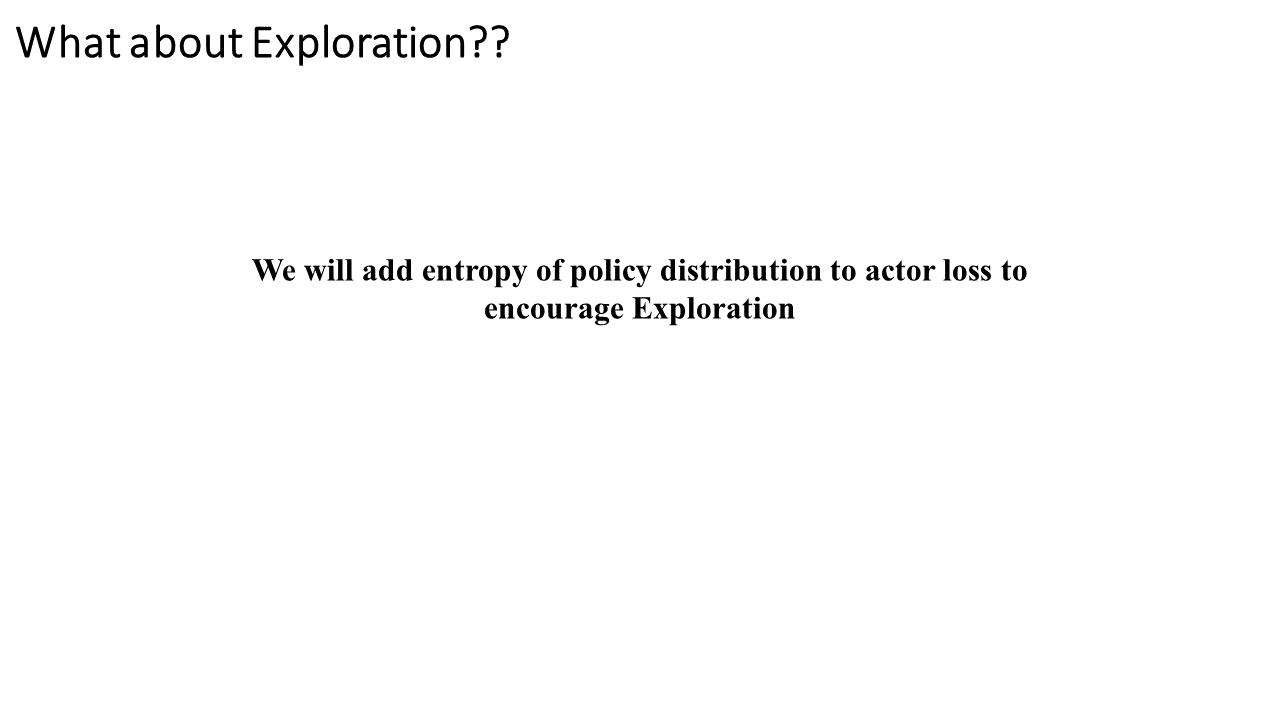 What about Exploration??
We will add entropy of policy distribution to actor loss to
encourage Exploration